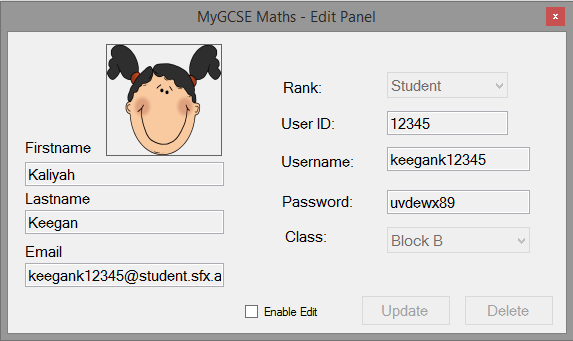 MyGCSE Maths - Edit Panel
x
Firstname
Kaliyah
Lastname
Keegan
Email
keegank12345@student.sfx.a
Rank: Student
User ID: 12345
Username: keegank12345
Password: uvdewx89
Class: Block B
Enable Edit Update Delete